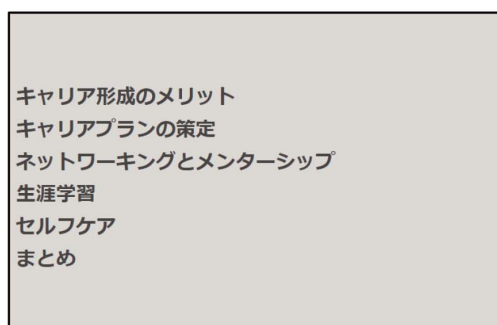 キャリア形成のメリット
キャリアプランの策定
ネットワーキングとメンターシップ
生涯学習
セルフケア
まとめ